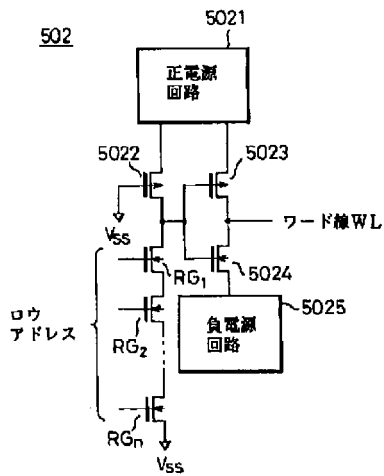 502
5021
正電源
回路
5022
5023
VSS
ワード線WL
5024
RG1
ロウ
アドレス
RG2
5025
負電源
回路
RGn
VSS